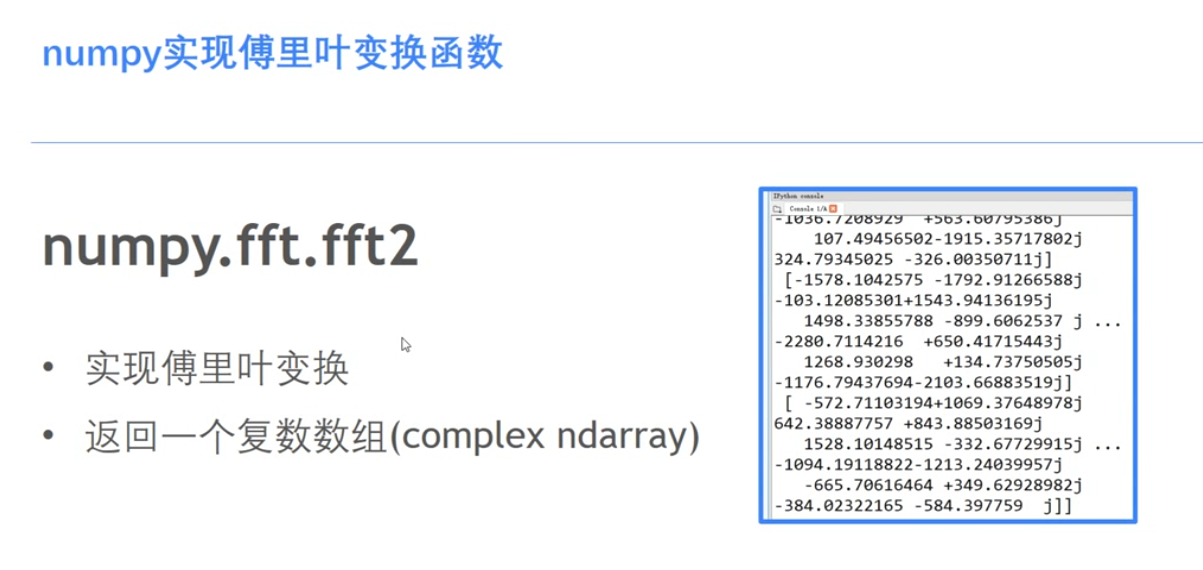 numpy实现傅里叶变换函数
numpy.fft.fft2
• 实现傅里叶变换
• 返回一个复数数组(complex ndarray)
IPython console
Console 1/A
-1036.7208929 +563.60795386j
107.49456502-1915.35717802j
324.79345025 -326.00350711j]
[-1578.1042575 -1792.91266588j
-103.12085301+1543.94136195j
1498.33855788 -899.6062537 j ...
-2280.7114216 +650.41715443j
1268.930298 +134.73750505j
-1176.79437694-2103.66883519j]
[ -572.71103194+1069.37648978j
642.38887757 +843.88503169j
1528.10148515 -332.67729915j ...
-1094.19118822-1213.24039957j
-665.70616464 +349.62928982j
-384.02322165 -584.397759 j]]